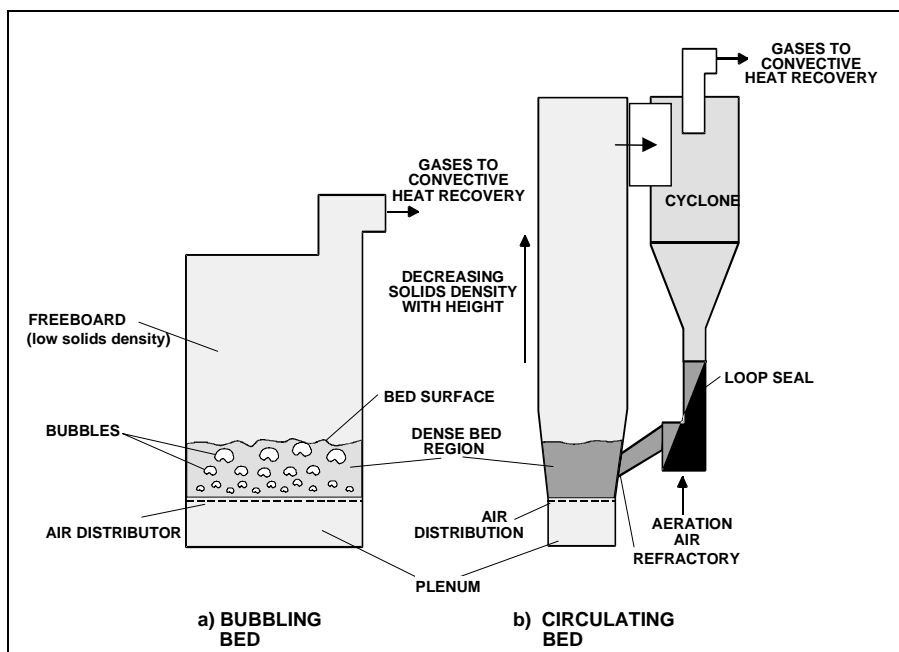 GASES TO
CONVECTIVE
HEAT RECOVERY
CYCLONE
GASES TO
CONVECTIVE
HEAT RECOVERY
DECREASING
SOLIDS DENSITY
WITH HEIGHT
FREEBOARD
(low solids density)
LOOP SEAL
BED SURFACE
BUBBLES
DENSE BED
REGION
AIR DISTRIBUTOR
AIR
DISTRIBUTION
AERATION
AIR
REFRACTORY
PLENUM
a) BUBBLING
BED
b) CIRCULATING
BED